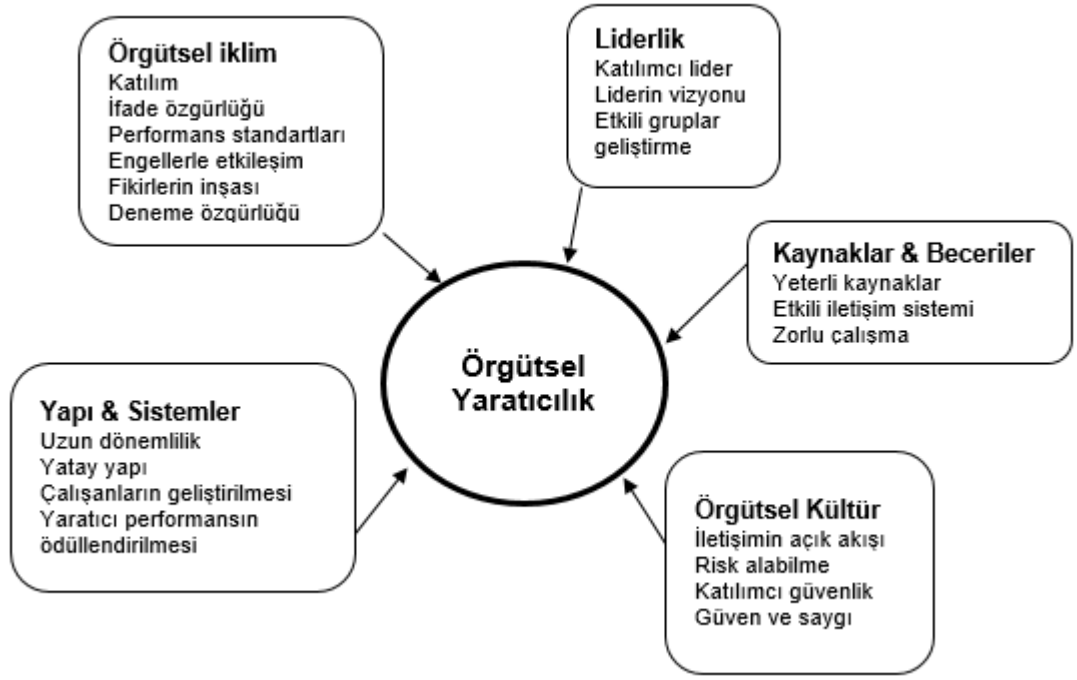 Örgütsel iklim
Katılım
İfade özgürlüğü
Performans standartları
Engellerle etkileşim
Fikirlerin inşası
Deneme özgürlüğü
Liderlik
Katılımcı lider
Liderin vizyonu
Etkili gruplar
geliştirme
Kaynaklar & Beceriler
Yeterli kaynaklar
Etkili iletişim sistemi
Zorlu çalışma
Örgütsel
Yaratıcılık
Yapı & Sistemler
Uzun dönemlilik
Yatay yapı
Çalışanların geliştirilmesi
Yaratıcı performansın
ödüllendirilmesi
Örgütsel Kültür
İletişimin açık akışı
Risk alabilme
Katılımcı güvenlik
Güven ve saygı